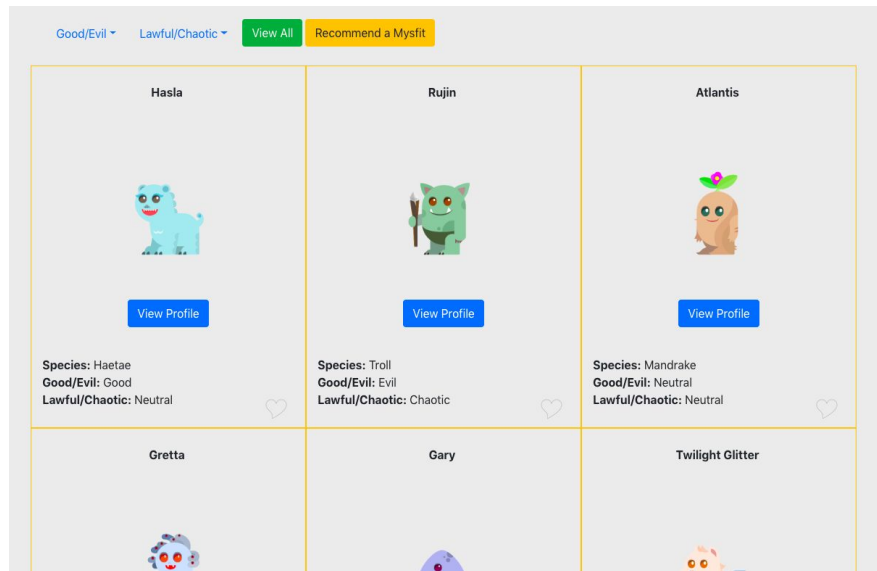 Good/Evil Lawful/Chaotic View All Recommend a Mysfit
Hasla
Rujin
Atlantis
View Profile
View Profile
View Profile
Species: Haetae
Good/Evil: Good
Lawful/Chaotic: Neutral
Species: Troll
Good/Evil: Evil
Lawful/Chaotic: Chaotic
Species: Mandrake
Good/Evil: Neutral
Lawful/Chaotic: Neutral
Gretta
Gary
Twilight Glitter